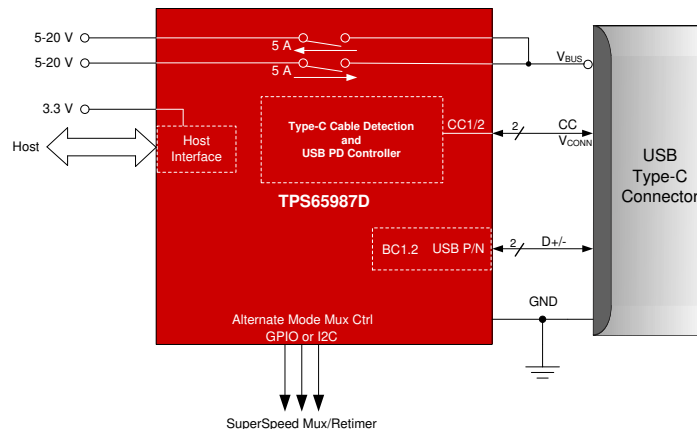 5-20 V
5 A
5-20 V
5 A
VBUS
3.3 V
Host
Host
Interface
Type-C Cable Detection
and
USB PD Controller
CC1/2
2
CC
VCONN
USB
Type-C
Connector
TPS65987D
BC1.2
USB P/N
2
D+/-
GND
Alternate Mode Mux Ctrl
GPIO or I2C
SuperSpeed Mux/Retimer